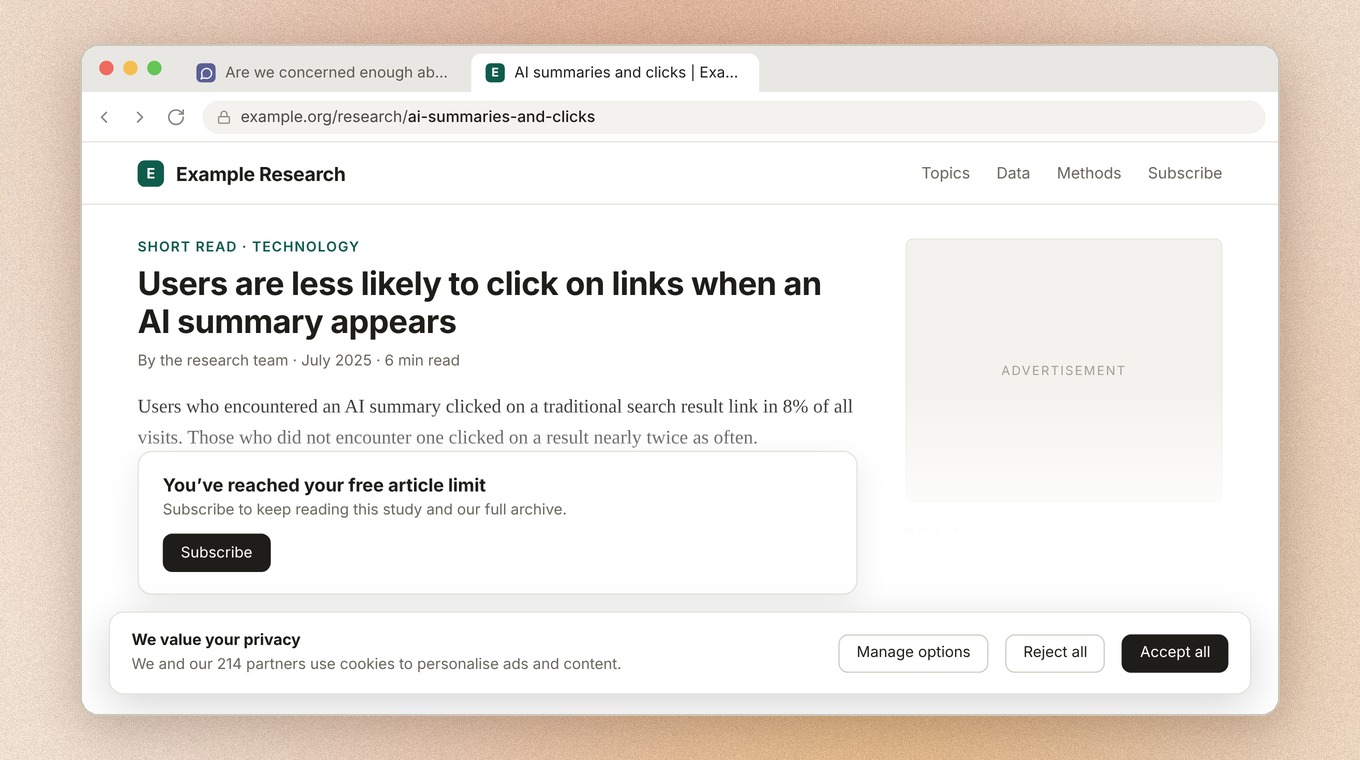 Are we concerned enough ab...
E
AI summaries and clicks | Exa...
example.org/research/ai-summaries-and-clicks
E
Example Research
Topics
Data
Methods
Subscribe
SHORT READ · TECHNOLOGY
Users are less likely to click on links when an
AI summary appears
By the research team · July 2025 · 6 min read
Users who encountered an AI summary clicked on a traditional search result link in 8% of all
visits. Those who did not encounter one clicked on a result nearly twice as often.
ADVERTISEMENT
You’ve reached your free article limit
Subscribe to keep reading this study and our full archive.
Subscribe
We value your privacy
We and our 214 partners use cookies to personalise ads and content.
Manage options
Reject all
Accept all